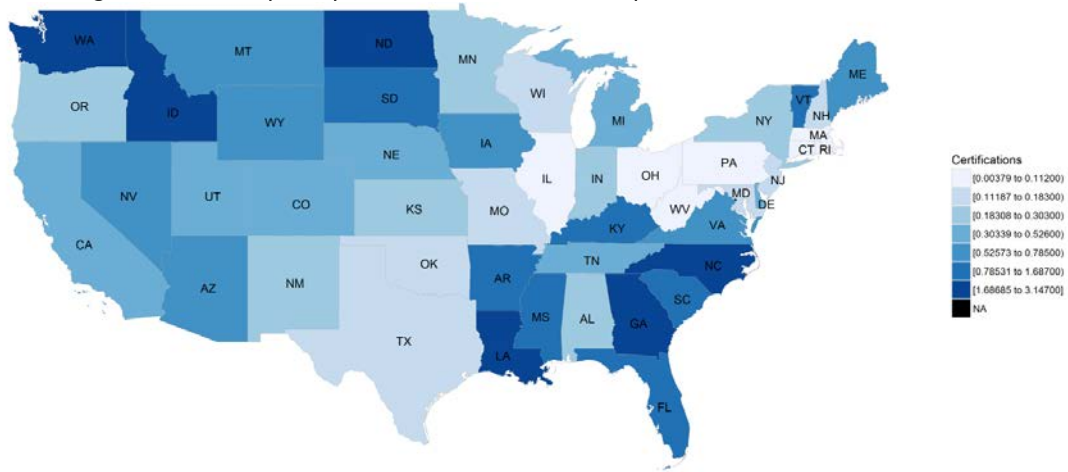 WA
MT
ND
MN
OR
ID
WY
SD
WI
MI
ME
VT
NH
NY
MA
CT RI
NV
UT
CO
NE
IA
IL
IN
OH
PA
NJ
MD
DE
WV
VA
CA
AZ
NM
KS
MO
KY
OK
AR
TN
NC
SC
TX
LA
MS
AL
GA
FL
Certifications
[0.00379 to 0.11200)
[0.11187 to 0.18300)
[0.18308 to 0.30300)
[0.30339 to 0.52600)
[0.52573 to 0.78500)
[0.78531 to 1.68700)
[1.68685 to 3.14700]
NA